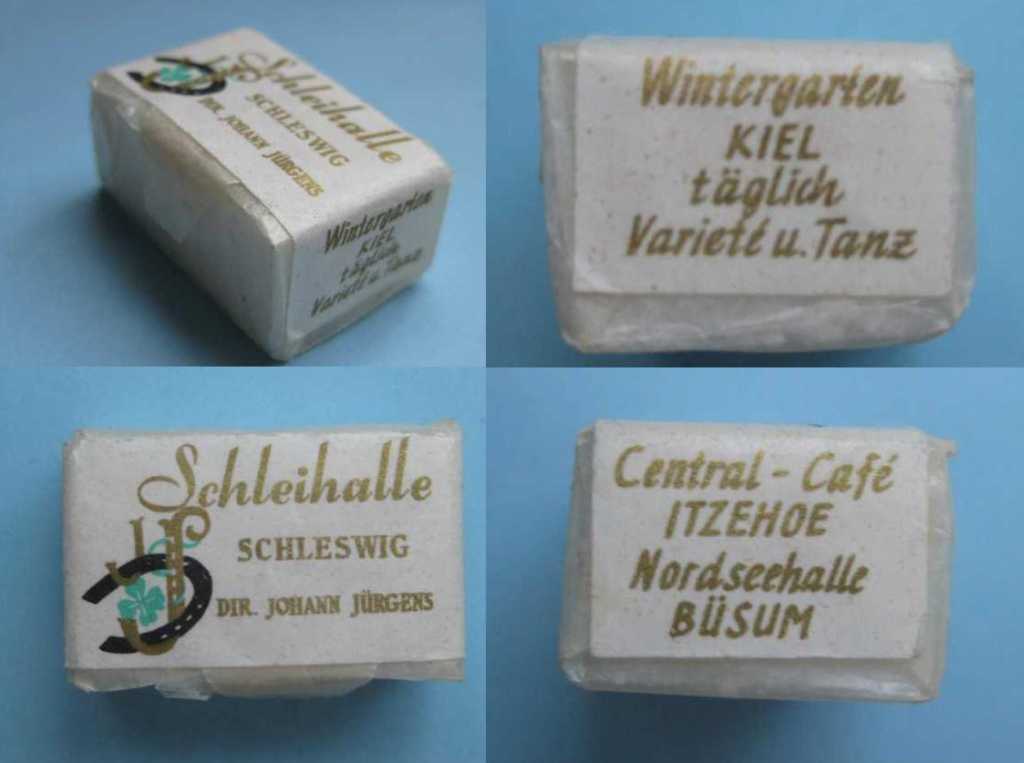 Schleihalle
SCHLESWIG
DIR. JOHANN JÜRGENS
Wintergarten
KIEL
täglich
Varieté u. Tanz
Wintergarten
KIEL
täglich
Varieté u. Tanz
Schleihalle
SCHLESWIG
DIR. JOHANN JÜRGENS
Central - Café
ITZEHOE
Nordseehalle
BÜSUM